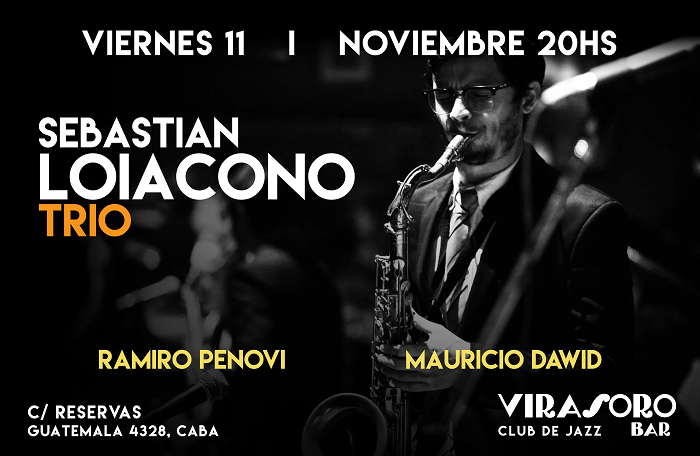 VIERNES 11 | NOVIEMBRE 20HS
SEBASTIAN
LOIACONO
TRIO
RAMIRO PENOVI MAURICIO DAWID
C/ RESERVAS
GUATEMALA 4328, CABA
VIRASORO
CLUB DE JAZZ BAR